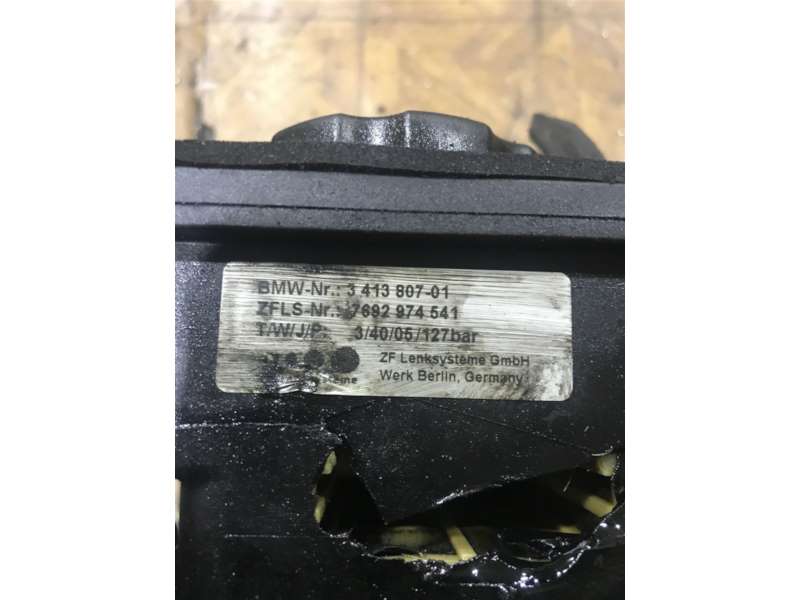 BMW-Nr.: 3 413 807-01
ZFLS-Nr.: 7692 974 541
T/W/J/P: 3/40/05/127bar
ZF Lenksysteme GmbH
Werk Berlin, Germany